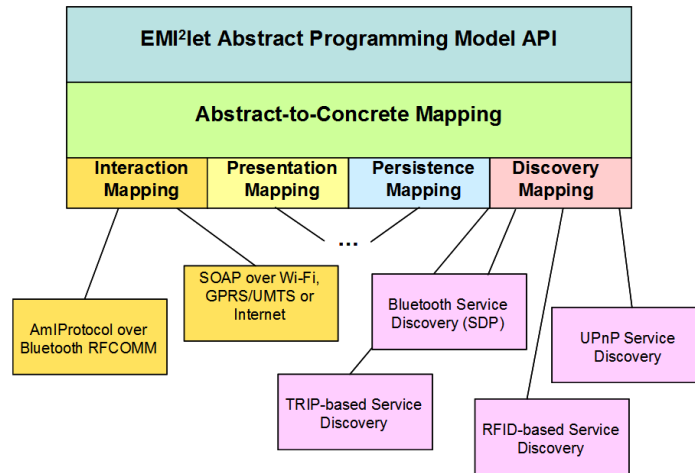 EMI²let Abstract Programming Model API
Abstract-to-Concrete Mapping
Interaction
Mapping
Presentation
Mapping
Persistence
Mapping
Discovery
Mapping
...
SOAP over Wi-Fi,
GPRS/UMTS or
Internet
AmIProtocol over
Bluetooth RFCOMM
Bluetooth Service
Discovery (SDP)
UPnP Service
Discovery
TRIP-based Service
Discovery
RFID-based Service
Discovery